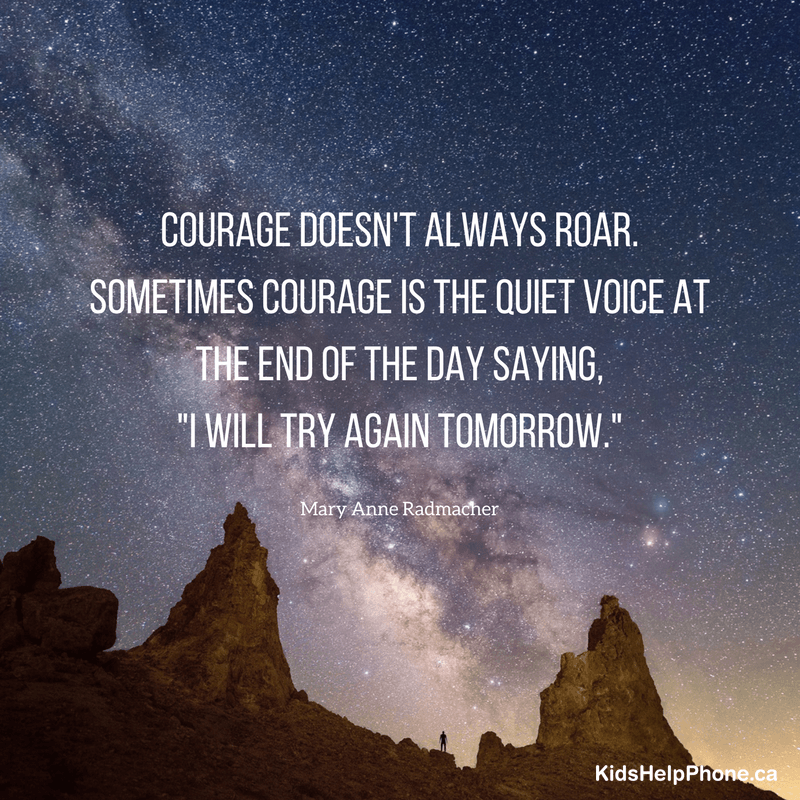 COURAGE DOESN'T ALWAYS ROAR.
SOMETIMES COURAGE IS THE QUIET VOICE AT
THE END OF THE DAY SAYING,
"I WILL TRY AGAIN TOMORROW."
Mary Anne Radmacher
KidsHelpPhone.ca